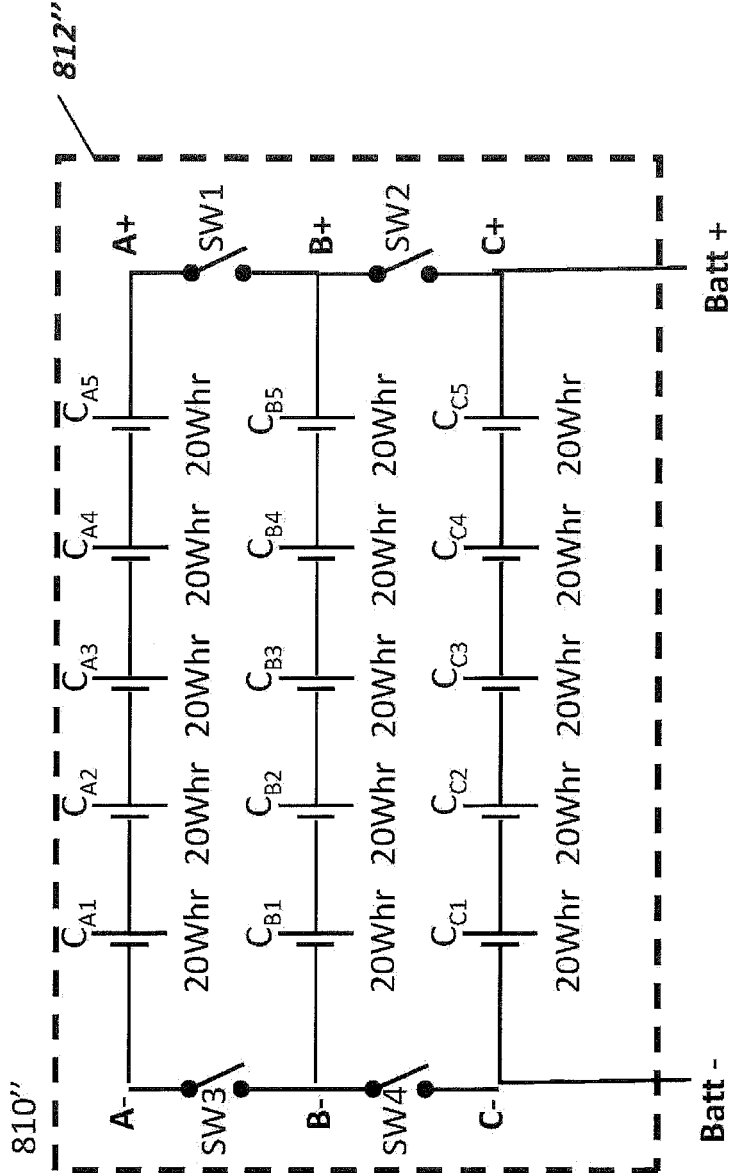 810″
812″
C_A1 C_A2 C_A3 C_A4 C_A5
A- A+
20Whr 20Whr 20Whr 20Whr 20Whr
SW3 SW1
C_B1 C_B2 C_B3 C_B4 C_B5
B- B+
20Whr 20Whr 20Whr 20Whr 20Whr
SW4 SW2
C_C1 C_C2 C_C3 C_C4 C_C5
C- C+
20Whr 20Whr 20Whr 20Whr 20Whr
Batt - Batt +